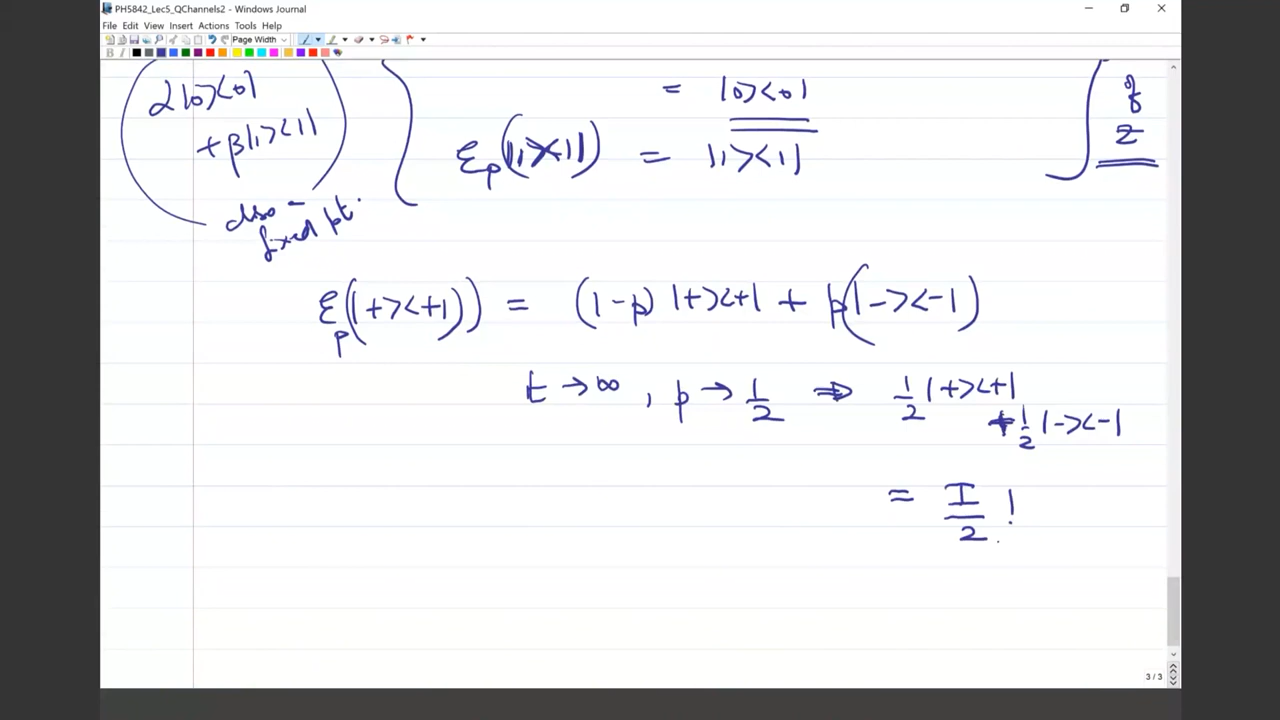 PH5842_Lec5_QChannels2 - Windows Journal
File Edit View Insert Actions Tools Help
Page Width
α|0><0|
+ β|1><1|
also -
fixed pt.
= |0><0|
ℰp(|1><1|) = |1><1|
of
Z
ℰp(|+><+|) = (1-p) |+><+| + p(|-><-|)
t → ∞, p → 1/2 ⇒ 1/2 |+><+|
+ 1/2 |-><-|
= I/2 !
3 / 3